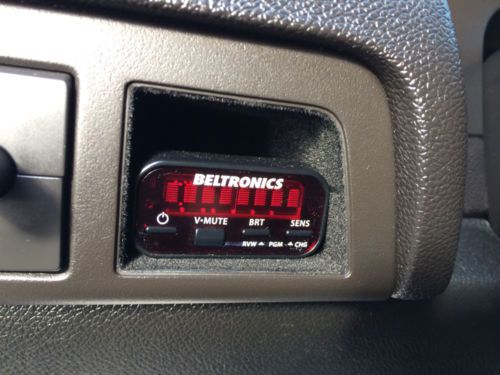 BELTRONICS
V-MUTE BRT SENS
RVW PGM CHG